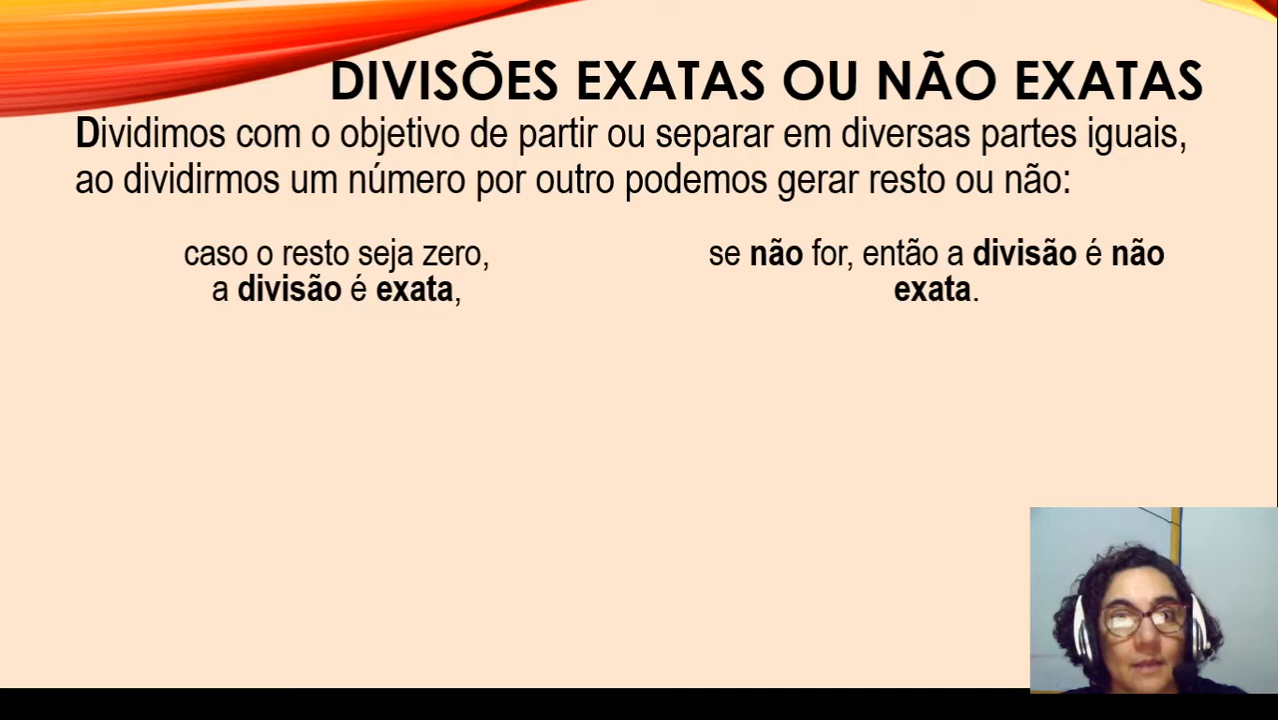 DIVISÕES EXATAS OU NÃO EXATAS
Dividimos com o objetivo de partir ou separar em diversas partes iguais,
ao dividirmos um número por outro podemos gerar resto ou não:
caso o resto seja zero,
a divisão é exata,
se não for, então a divisão é não
exata.